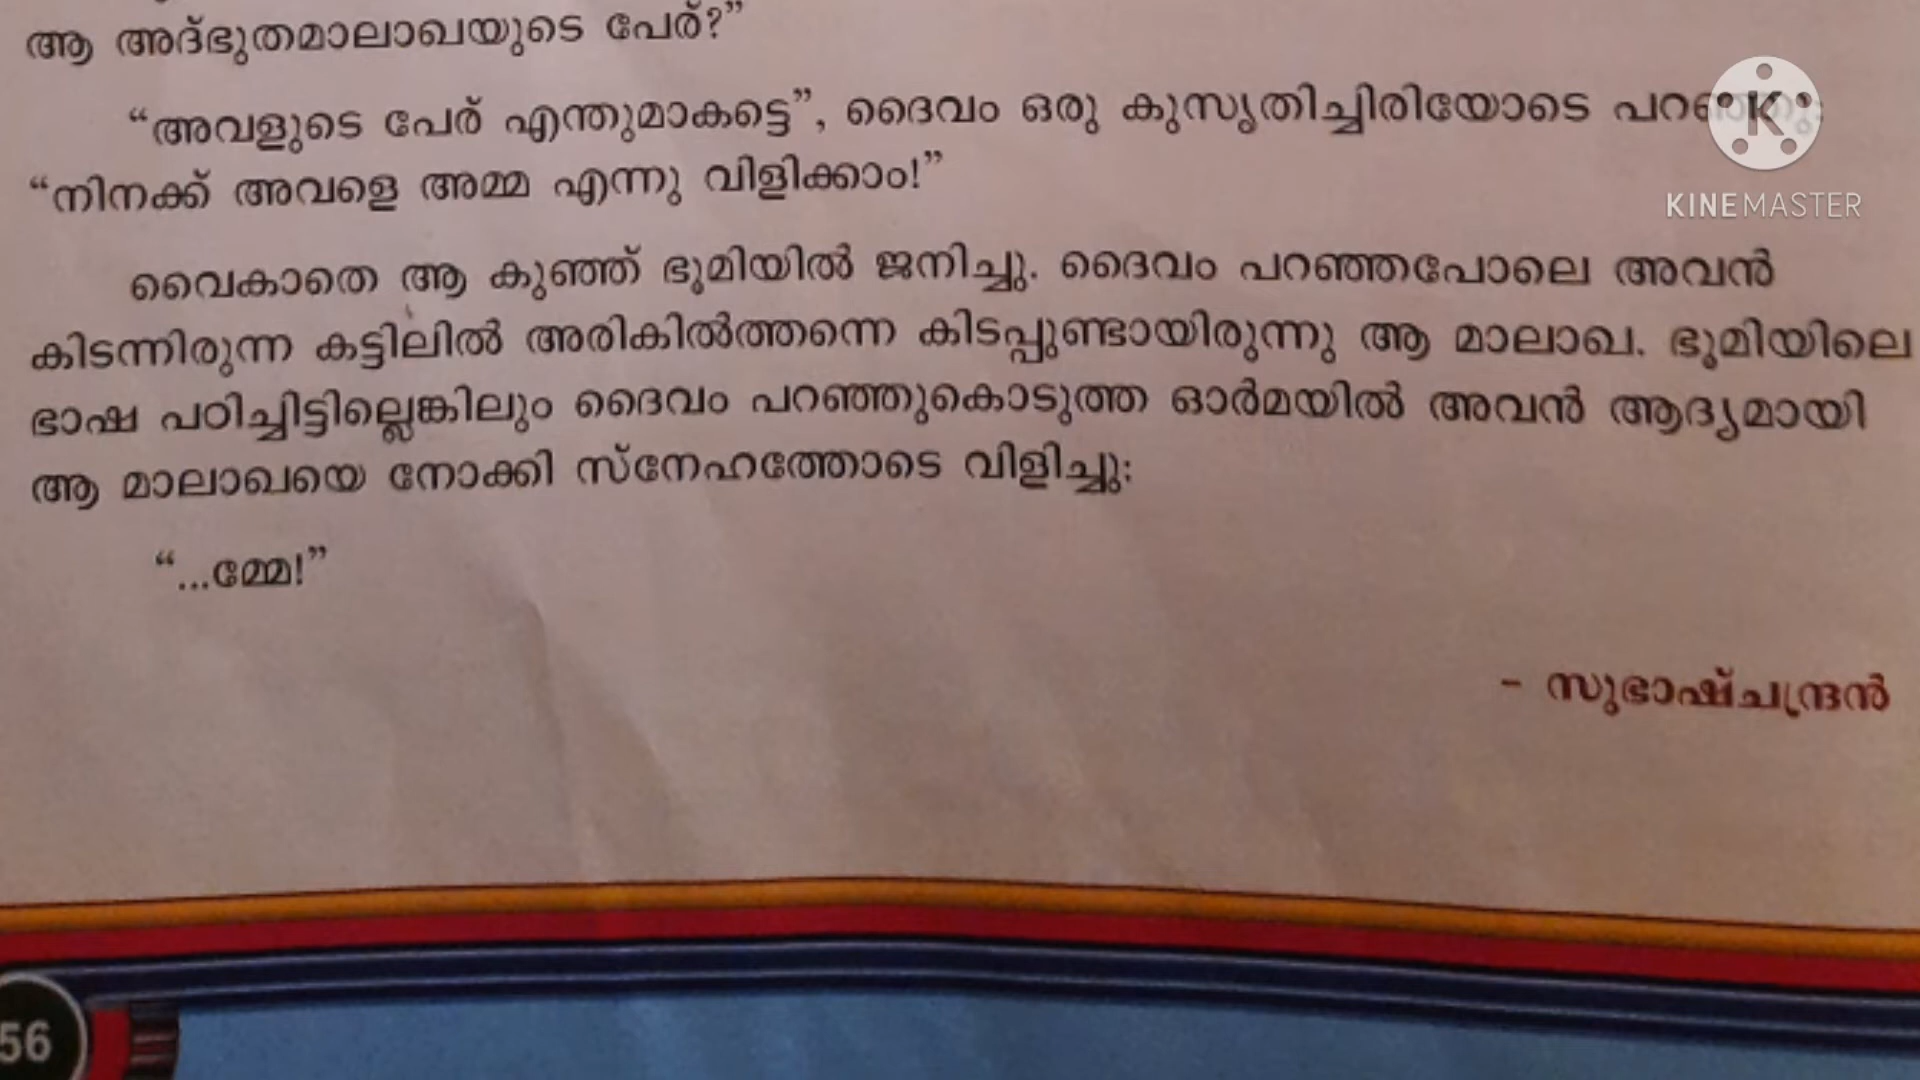 ആ അദ്ഭുതമാലാഖയുടെ പേര്?”
“അവളുടെ പേര് എന്തുമാകട്ടെ”, ദൈവം ഒരു കുസൃതിച്ചിരിയോടെ പറഞ്ഞു:
“നിനക്ക് അവളെ അമ്മ എന്നു വിളിക്കാം!”
വൈകാതെ ആ കുഞ്ഞ് ഭൂമിയിൽ ജനിച്ചു. ദൈവം പറഞ്ഞപോലെ അവൻ
കിടന്നിരുന്ന കട്ടിലിൽ അരികിൽത്തന്നെ കിടപ്പുണ്ടായിരുന്നു ആ മാലാഖ. ഭൂമിയിലെ
ഭാഷ പഠിച്ചിട്ടില്ലെങ്കിലും ദൈവം പറഞ്ഞുകൊടുത്ത ഓർമയിൽ അവൻ ആദ്യമായി
ആ മാലാഖയെ നോക്കി സ്നേഹത്തോടെ വിളിച്ചു:
“...മ്മേ!”
- സുഭാഷ്ചന്ദ്രൻ
56
K
KINEMASTER